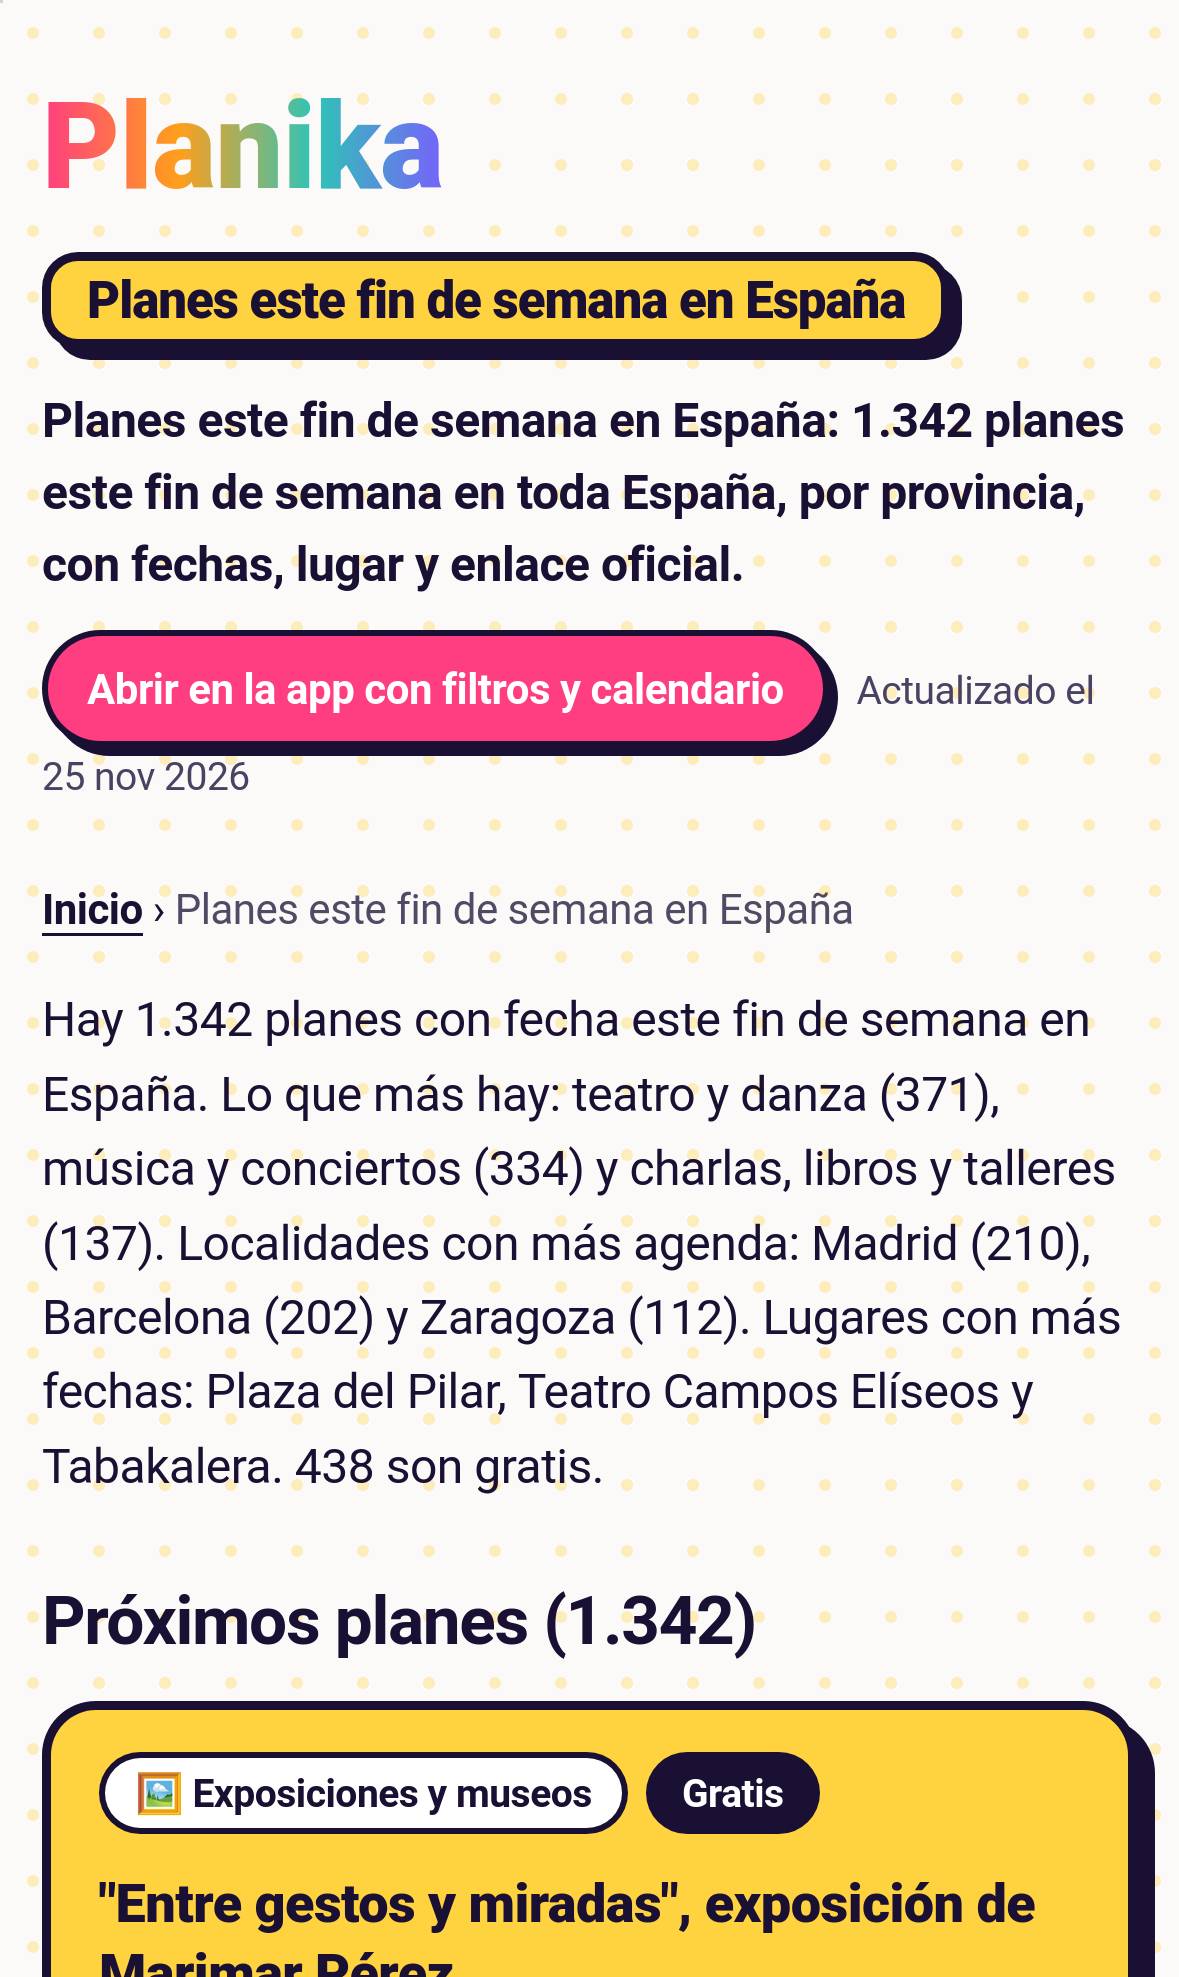 Planika
Planes este fin de semana en España
Planes este fin de semana en España: 1.342 planes
este fin de semana en toda España, por provincia,
con fechas, lugar y enlace oficial.
Abrir en la app con filtros y calendario Actualizado el
25 nov 2026
Inicio › Planes este fin de semana en España
Hay 1.342 planes con fecha este fin de semana en
España. Lo que más hay: teatro y danza (371),
música y conciertos (334) y charlas, libros y talleres
(137). Localidades con más agenda: Madrid (210),
Barcelona (202) y Zaragoza (112). Lugares con más
fechas: Plaza del Pilar, Teatro Campos Elíseos y
Tabakalera. 438 son gratis.
Próximos planes (1.342)
🖼️ Exposiciones y museos Gratis
"Entre gestos y miradas", exposición de
Marimar Pérez